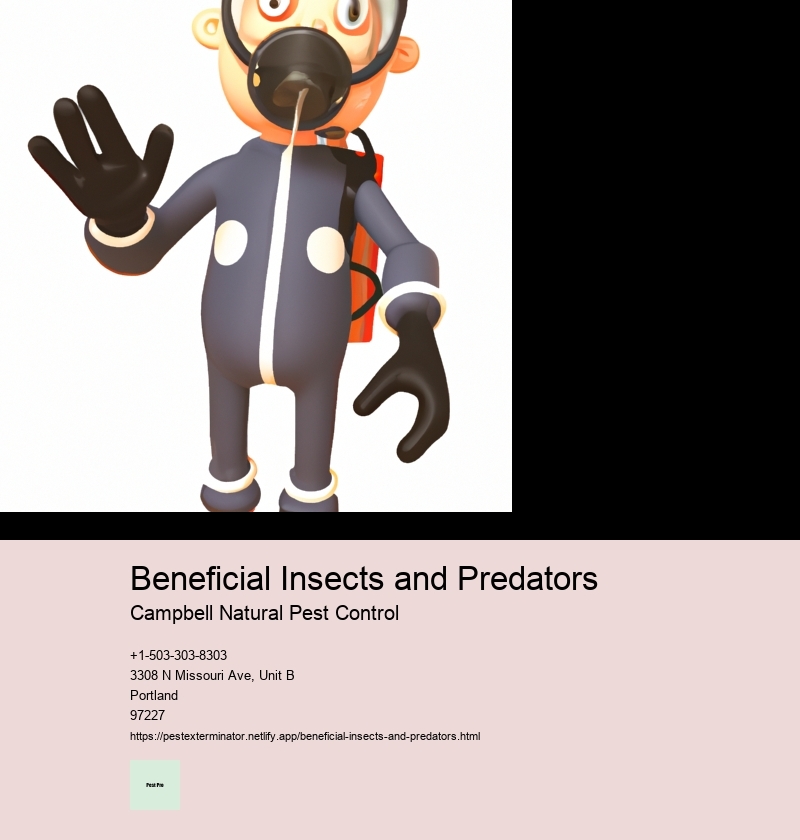 Beneficial Insects and Predators
Campbell Natural Pest Control
+1-503-303-8303
3308 N Missouri Ave, Unit B
Portland
97227
https://pestexterminator.netlify.app/beneficial-insects-and-predators.html
Pest Pro